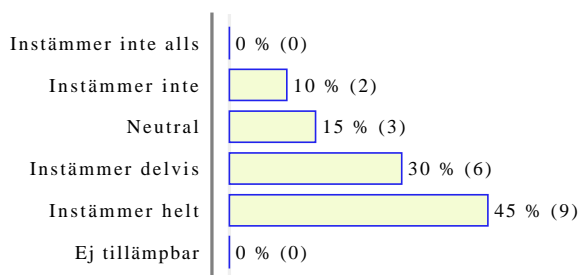 Instämmer inte alls 0 % (0)
Instämmer inte 10 % (2)
Neutral 15 % (3)
Instämmer delvis 30 % (6)
Instämmer helt 45 % (9)
Ej tillämpbar 0 % (0)